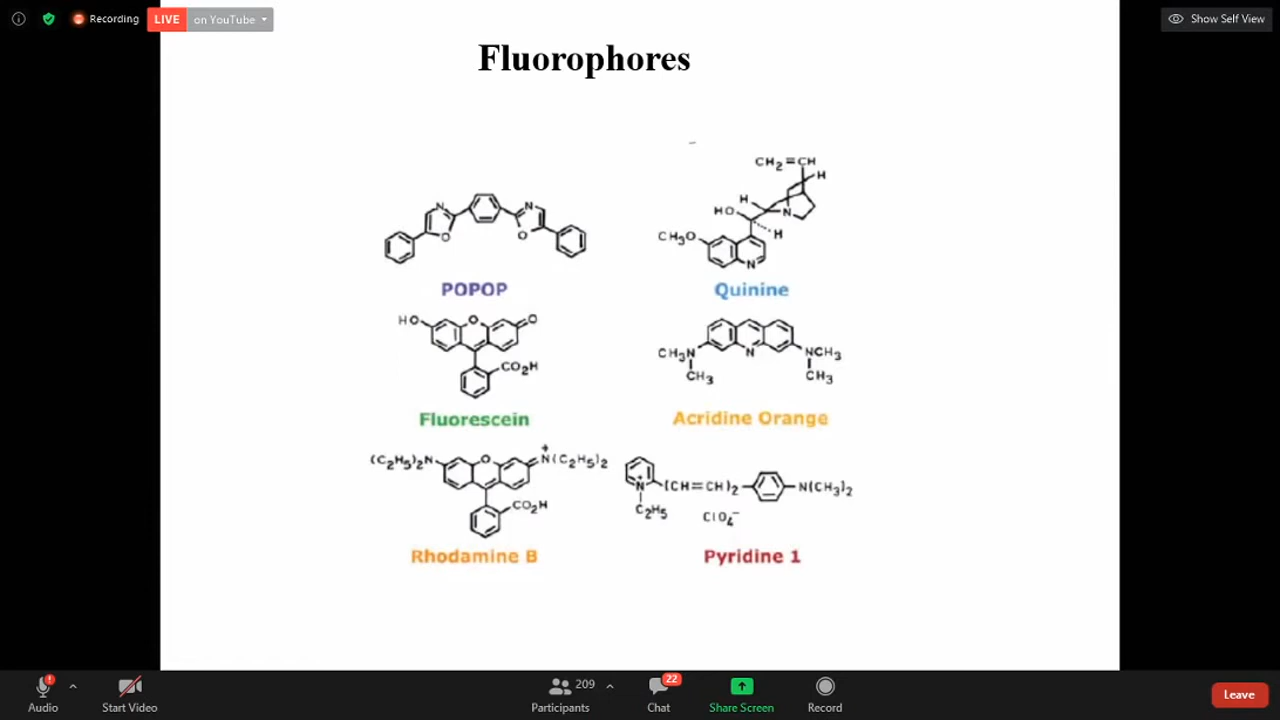 Recording
LIVE on YouTube
Show Self View
Fluorophores
CH2=CH
H
N
N
H
HO
N
O
O
H
CH3O
N
POPOP
Quinine
HO
O
O
CO2H
CH3N
N
NCH3
CH3
CH3
Fluorescein
Acridine Orange
(C2H5)2N
O
+
N(C2H5)2
CO2H
+
N
(CH=CH)2
N(CH3)2
C2H5
ClO4-
Rhodamine B
Pyridine 1
209
22
Audio
Start Video
Participants
Chat
Share Screen
Record
Leave